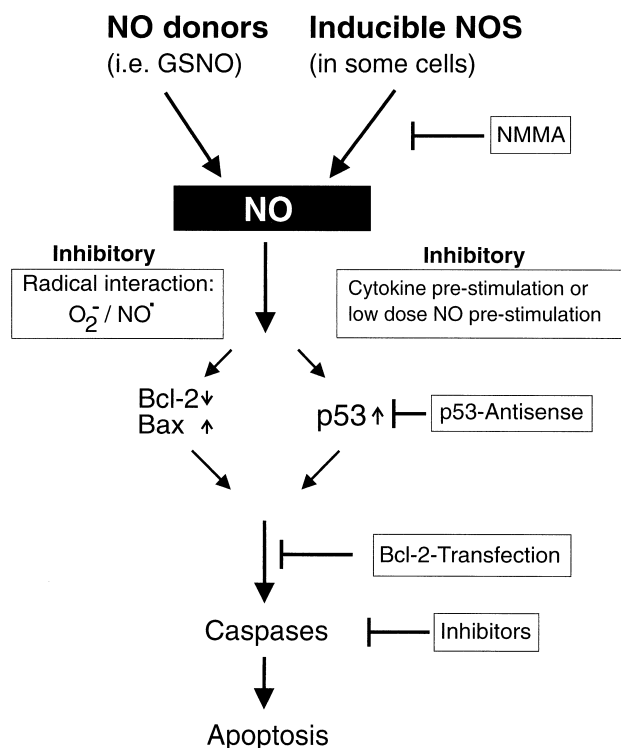 NO donors
(i.e. GSNO)
Inducible NOS
(in some cells)
NMMA
NO
Inhibitory
Radical interaction:
O₂⁻ / NO•
Inhibitory
Cytokine pre-stimulation or
low dose NO pre-stimulation
Bcl-2↓
Bax ↑
p53↑
p53-Antisense
Bcl-2-Transfection
Caspases
Inhibitors
Apoptosis